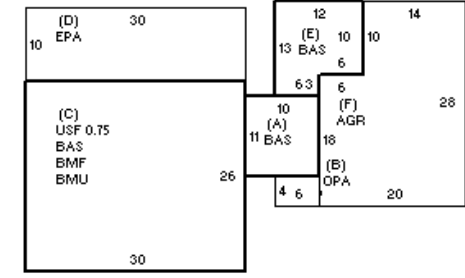 (D) 30
EPA
10
12 14
(E) 10 10
13 BAS
6
6 3 6
(F)
AGR
28
(C)
USF 0.75
BAS
BMF
BMU
26
30
10
(A)
11 BAS
18
(B)
OPA
4 6 20